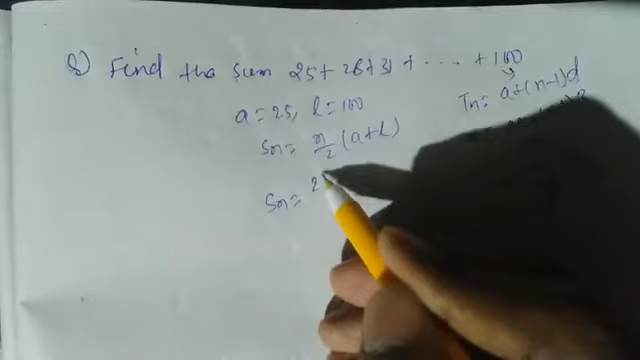 Q) Find the sum 25+28+31+ .... +100
a=25, l=100
Tn= a+(n-1)d
Sn= n/2 (a+l)
Sn= 2